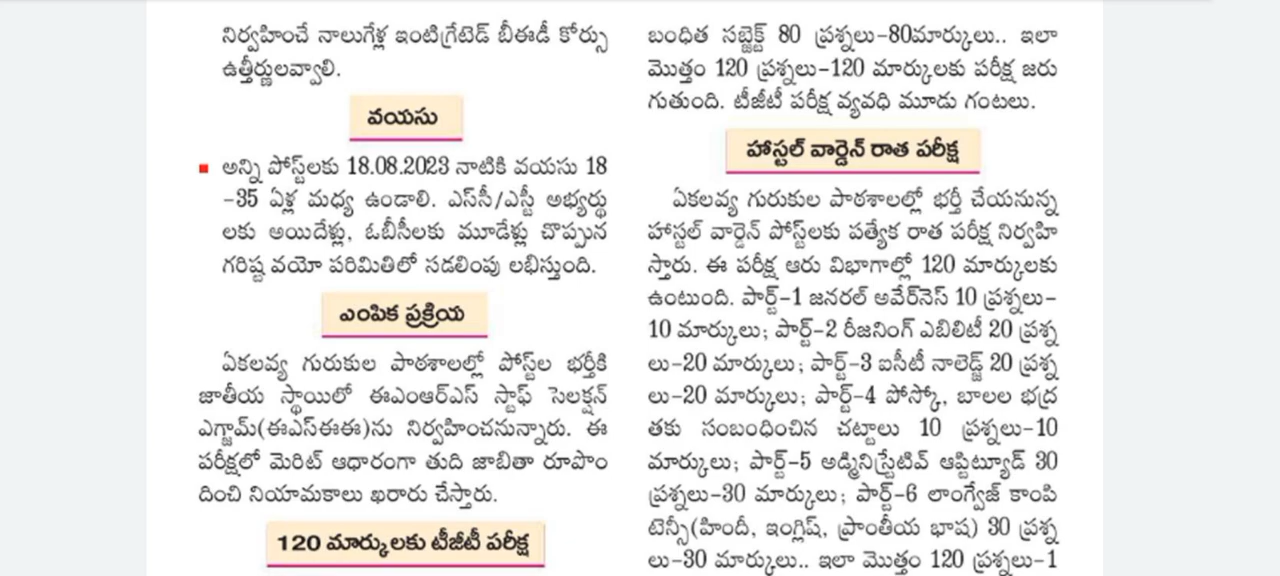 నిర్వహించే నాలుగేళ్ల ఇంటిగ్రేటెడ్ బీఈడీ కోర్సు
ఉత్తీర్ణులవ్వాలి.
వయసు
అన్ని పోస్ట్‌లకు 18.08.2023 నాటికి వయసు 18
-35 ఏళ్ల మధ్య ఉండాలి. ఎస్‌సీ/ఎస్టీ అభ్యర్థు
లకు అయిదేళ్లు, ఓబీసీలకు మూడేళ్లు చొప్పున
గరిష్ట వయో పరిమితిలో సడలింపు లభిస్తుంది.
ఎంపిక ప్రక్రియ
ఏకలవ్య గురుకుల పాఠశాలల్లో పోస్ట్‌ల భర్తీకి
జాతీయ స్థాయిలో ఈఎంఆర్ఎస్ స్టాఫ్ సెలక్షన్
ఎగ్జామ్(ఈఎస్ఈఈ)ను నిర్వహించనున్నారు. ఈ
పరీక్షలో మెరిట్ ఆధారంగా తుది జాబితా రూపొం
దించి నియామకాలు ఖరారు చేస్తారు.
120 మార్కులకు టీజీటీ పరీక్ష
బంధిత సబ్జెక్ట్ 80 ప్రశ్నలు-80మార్కులు.. ఇలా
మొత్తం 120 ప్రశ్నలు-120 మార్కులకు పరీక్ష జరు
గుతుంది. టీజీటీ పరీక్ష వ్యవధి మూడు గంటలు.
హాస్టల్ వార్డెన్ రాత పరీక్ష
ఏకలవ్య గురుకుల పాఠశాలల్లో భర్తీ చేయనున్న
హాస్టల్ వార్డెన్ పోస్ట్‌లకు పత్యేక రాత పరీక్ష నిర్వహి
స్తారు. ఈ పరీక్ష ఆరు విభాగాల్లో 120 మార్కులకు
ఉంటుంది. పార్ట్-1 జనరల్ అవేర్‌నెస్ 10 ప్రశ్నలు-
10 మార్కులు; పార్ట్-2 రీజనింగ్ ఎబిలిటీ 20 ప్రశ్న
లు-20 మార్కులు; పార్ట్-3 ఐసీటీ నాలెడ్జ్ 20 ప్రశ్న
లు-20 మార్కులు; పార్ట్-4 పోస్కో, బాలల భద్ర
తకు సంబంధించిన చట్టాలు 10 ప్రశ్నలు-10
మార్కులు; పార్ట్-5 అడ్మినిస్ట్రేటివ్ ఆప్టిట్యూడ్ 30
ప్రశ్నలు-30 మార్కులు; పార్ట్-6 లాంగ్వేజ్ కాంపి
టెన్సీ(హిందీ, ఇంగ్లిష్, ప్రాంతీయ భాష) 30 ప్రశ్న
లు-30 మార్కులు.. ఇలా మొత్తం 120 ప్రశ్నలు-1